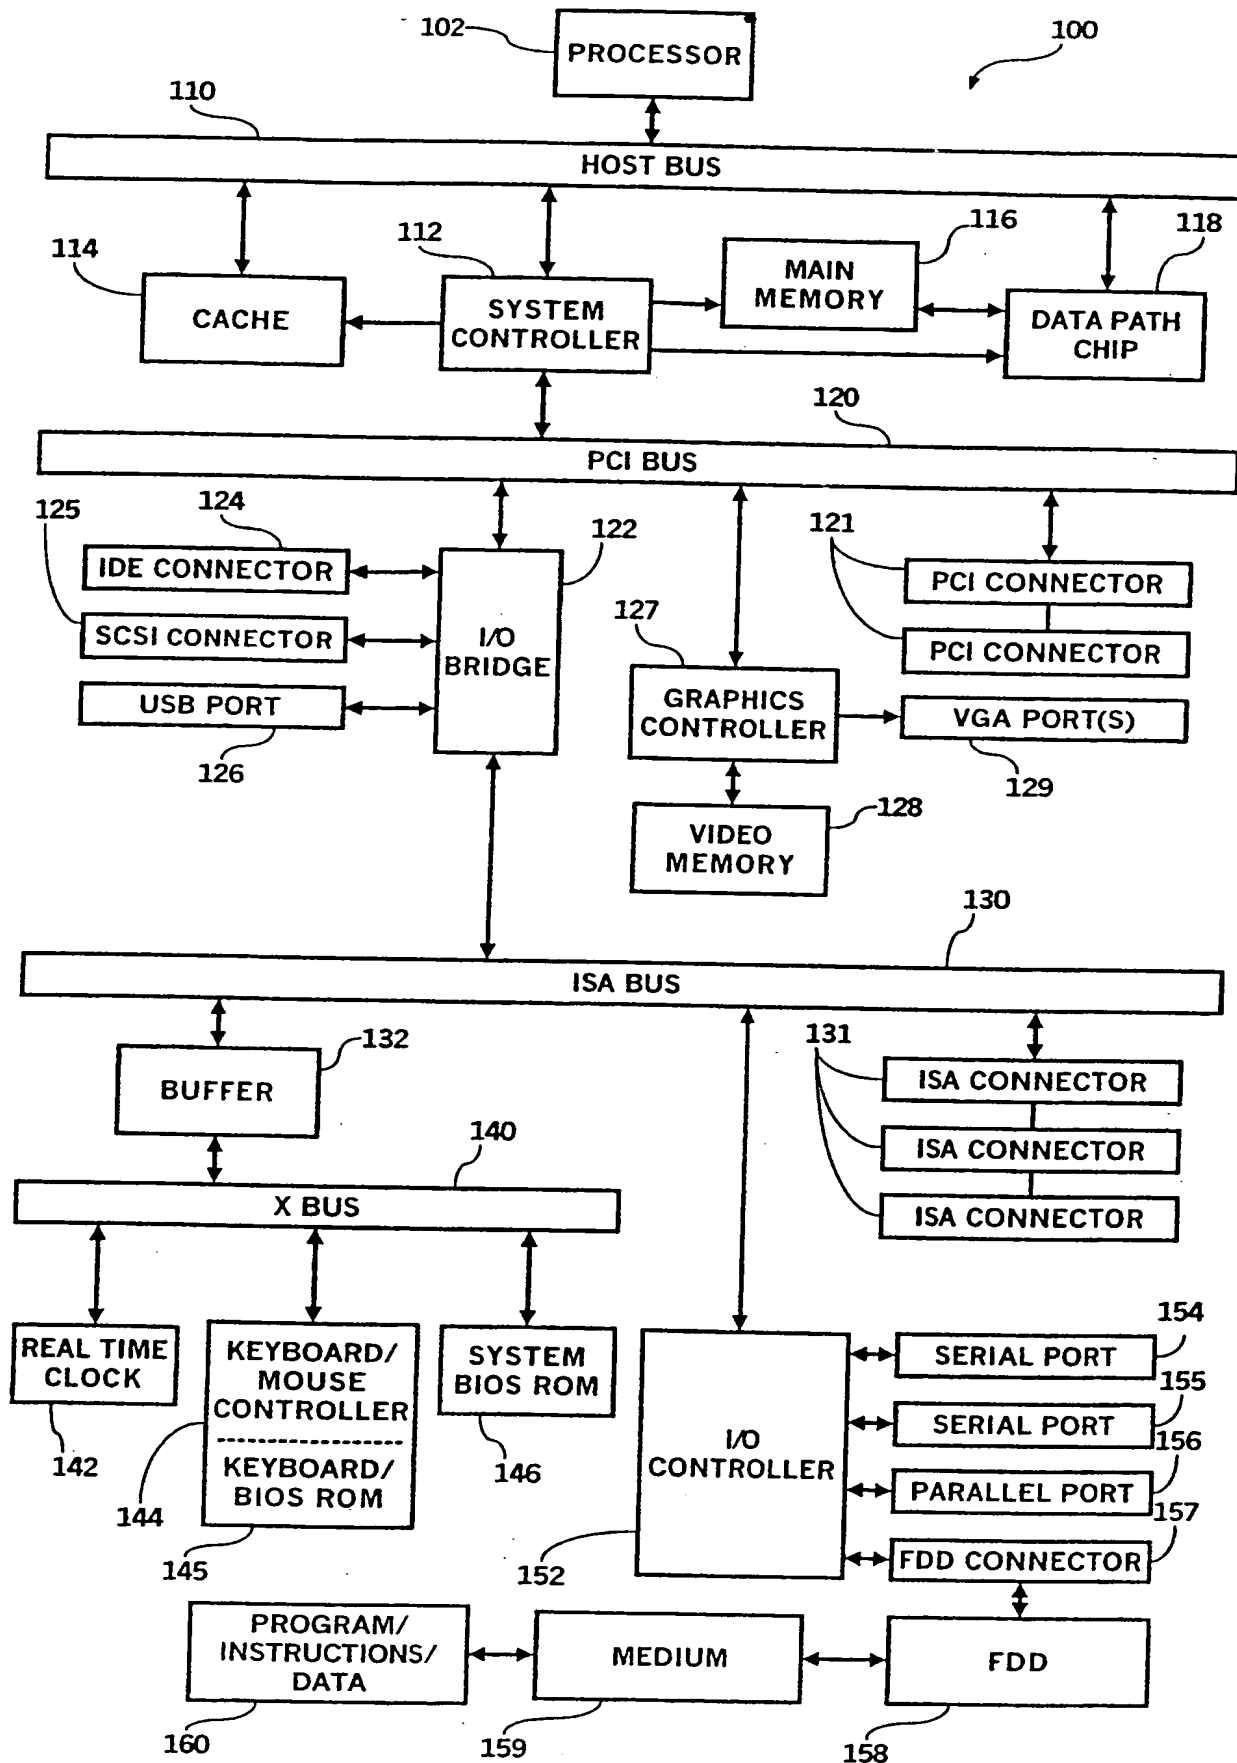 102
PROCESSOR
100
110
HOST BUS
114
112
116
118
CACHE
SYSTEM
CONTROLLER
MAIN
MEMORY
DATA PATH
CHIP
120
PCI BUS
125
124
122
121
IDE CONNECTOR
SCSI CONNECTOR
USB PORT
126
I/O
BRIDGE
127
PCI CONNECTOR
PCI CONNECTOR
GRAPHICS
CONTROLLER
VGA PORT(S)
129
VIDEO
MEMORY
128
130
ISA BUS
132
BUFFER
131
ISA CONNECTOR
ISA CONNECTOR
ISA CONNECTOR
140
X BUS
REAL TIME
CLOCK
142
KEYBOARD/
MOUSE
CONTROLLER
KEYBOARD/
BIOS ROM
144
145
SYSTEM
BIOS ROM
146
I/O
CONTROLLER
152
154
SERIAL PORT
155
SERIAL PORT
156
PARALLEL PORT
157
FDD CONNECTOR
PROGRAM/
INSTRUCTIONS/
DATA
160
MEDIUM
159
FDD
158